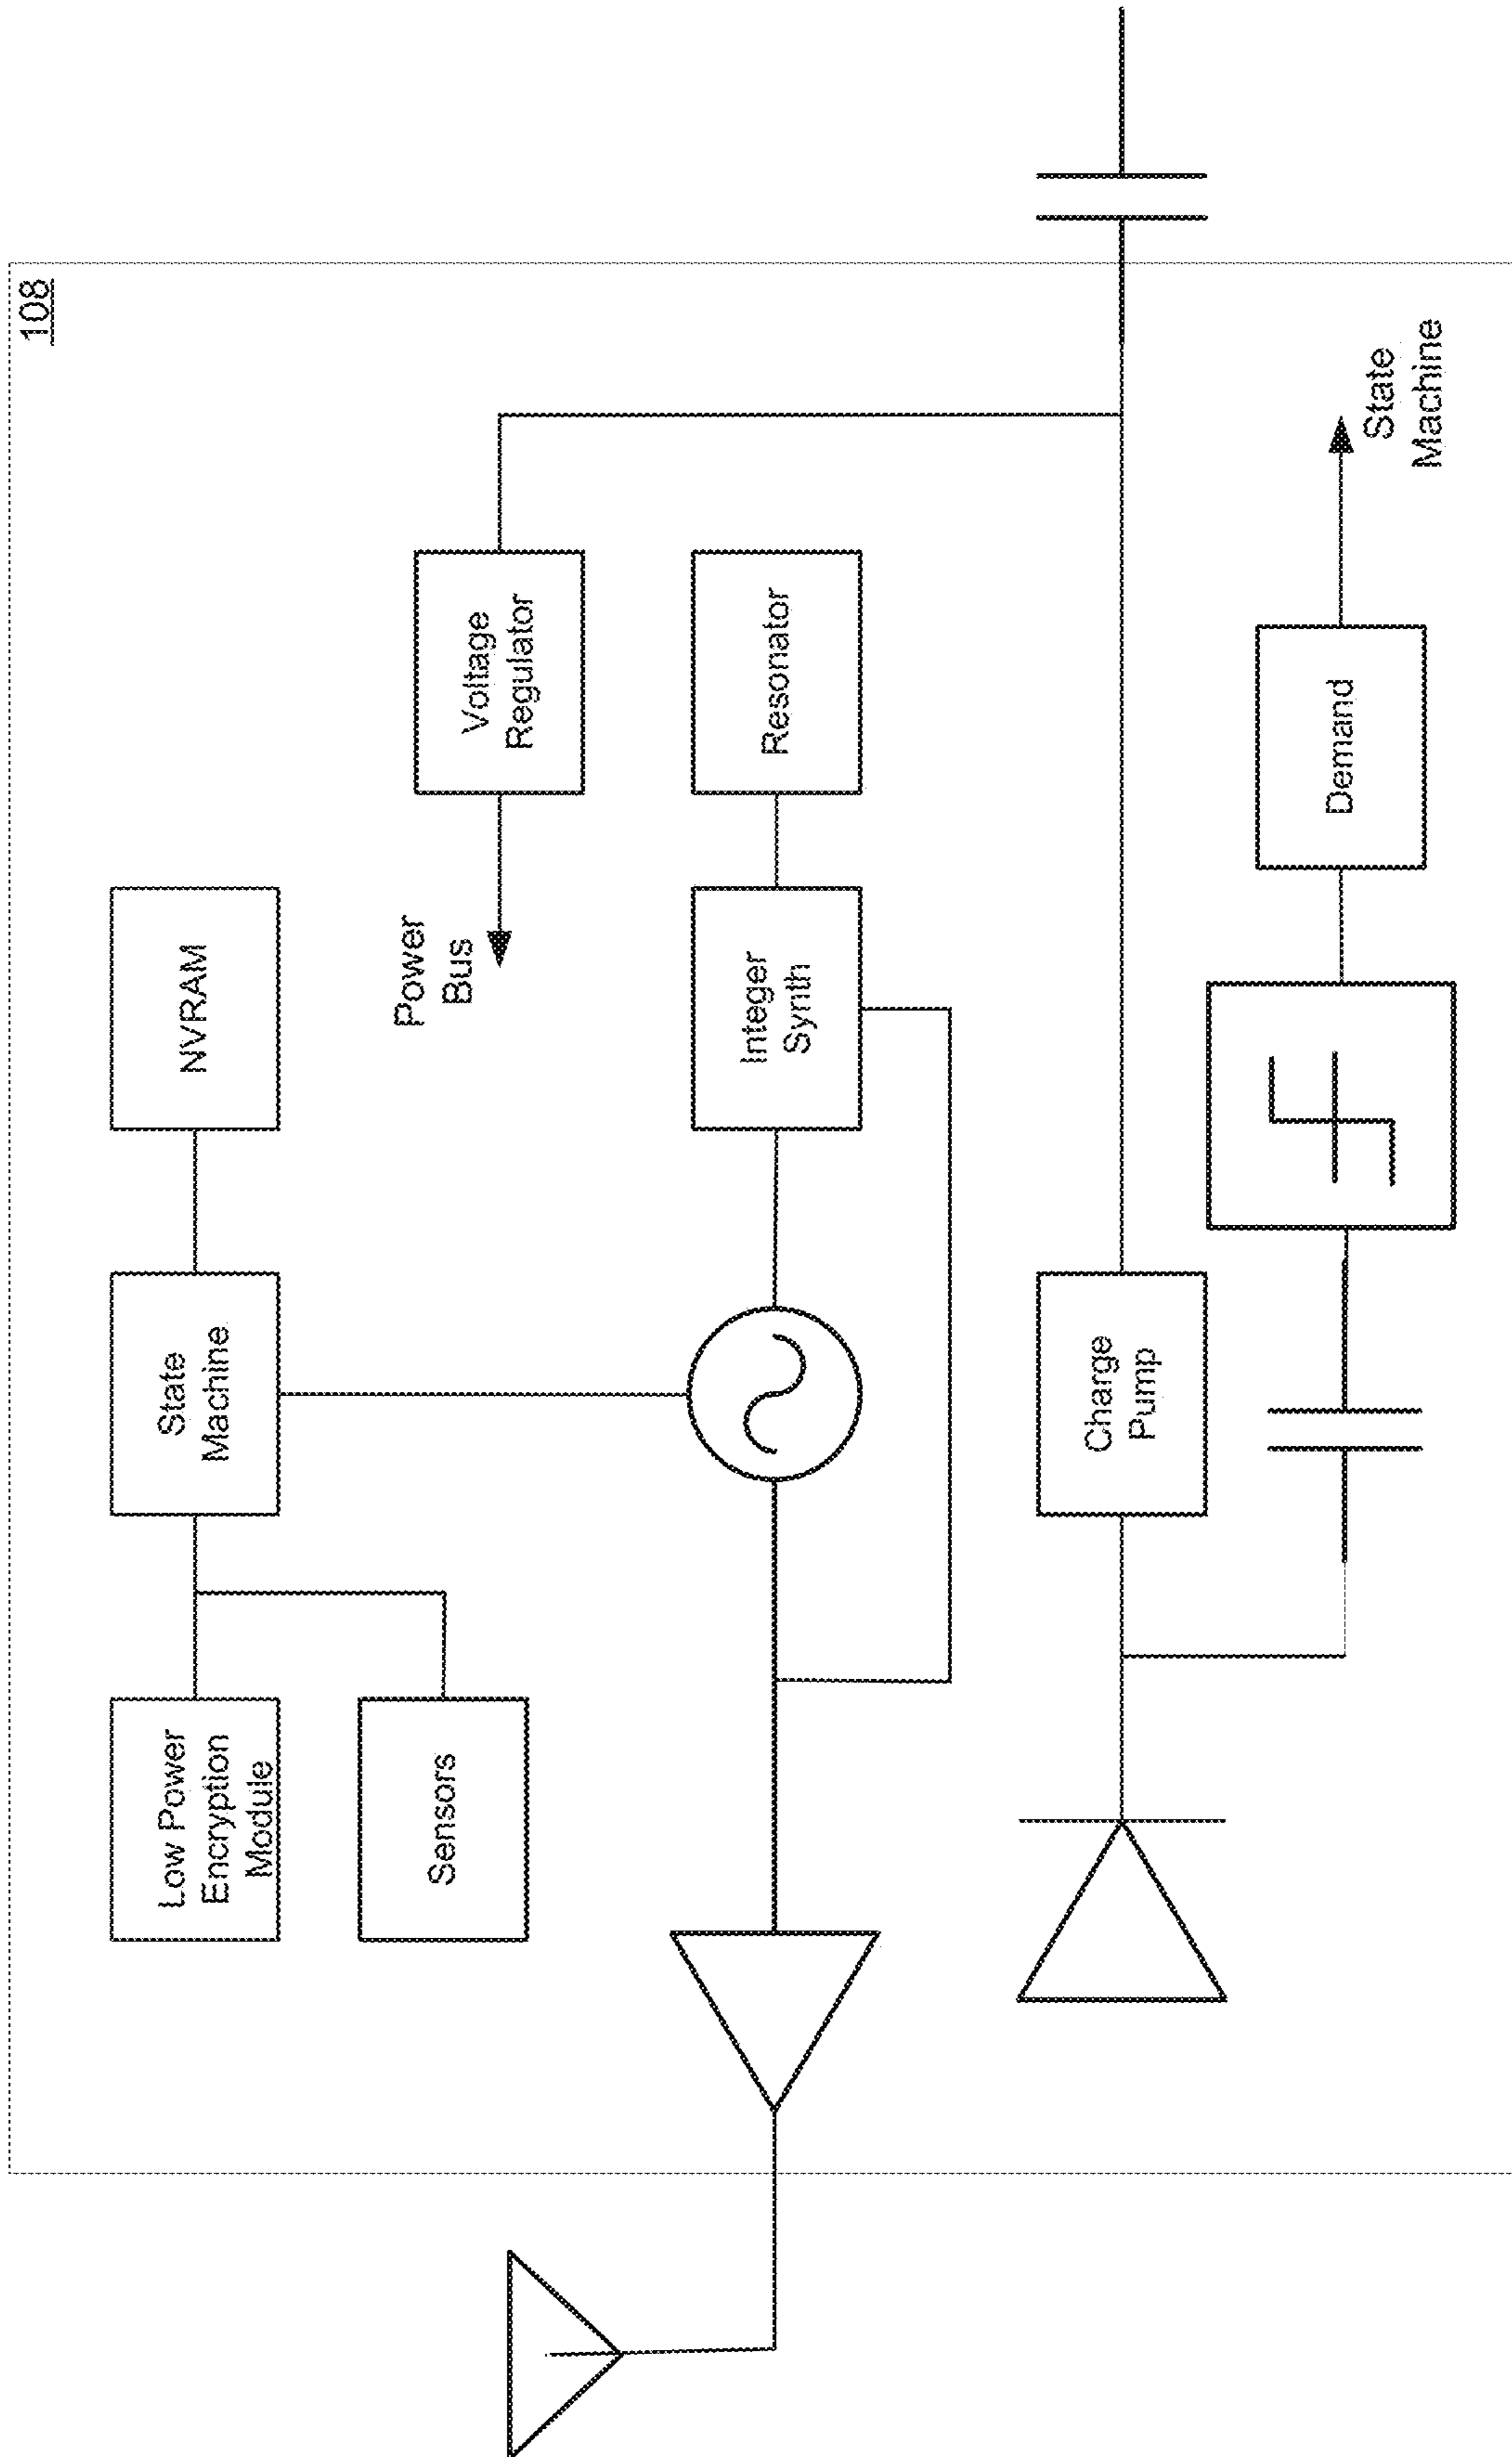 108
Low Power
Encryption
Module
State
Machine
NVRAM
Sensors
Power
Bus
Voltage
Regulator
Integer
Synth
Resonator
Charge
Pump
Demand
State
Machine